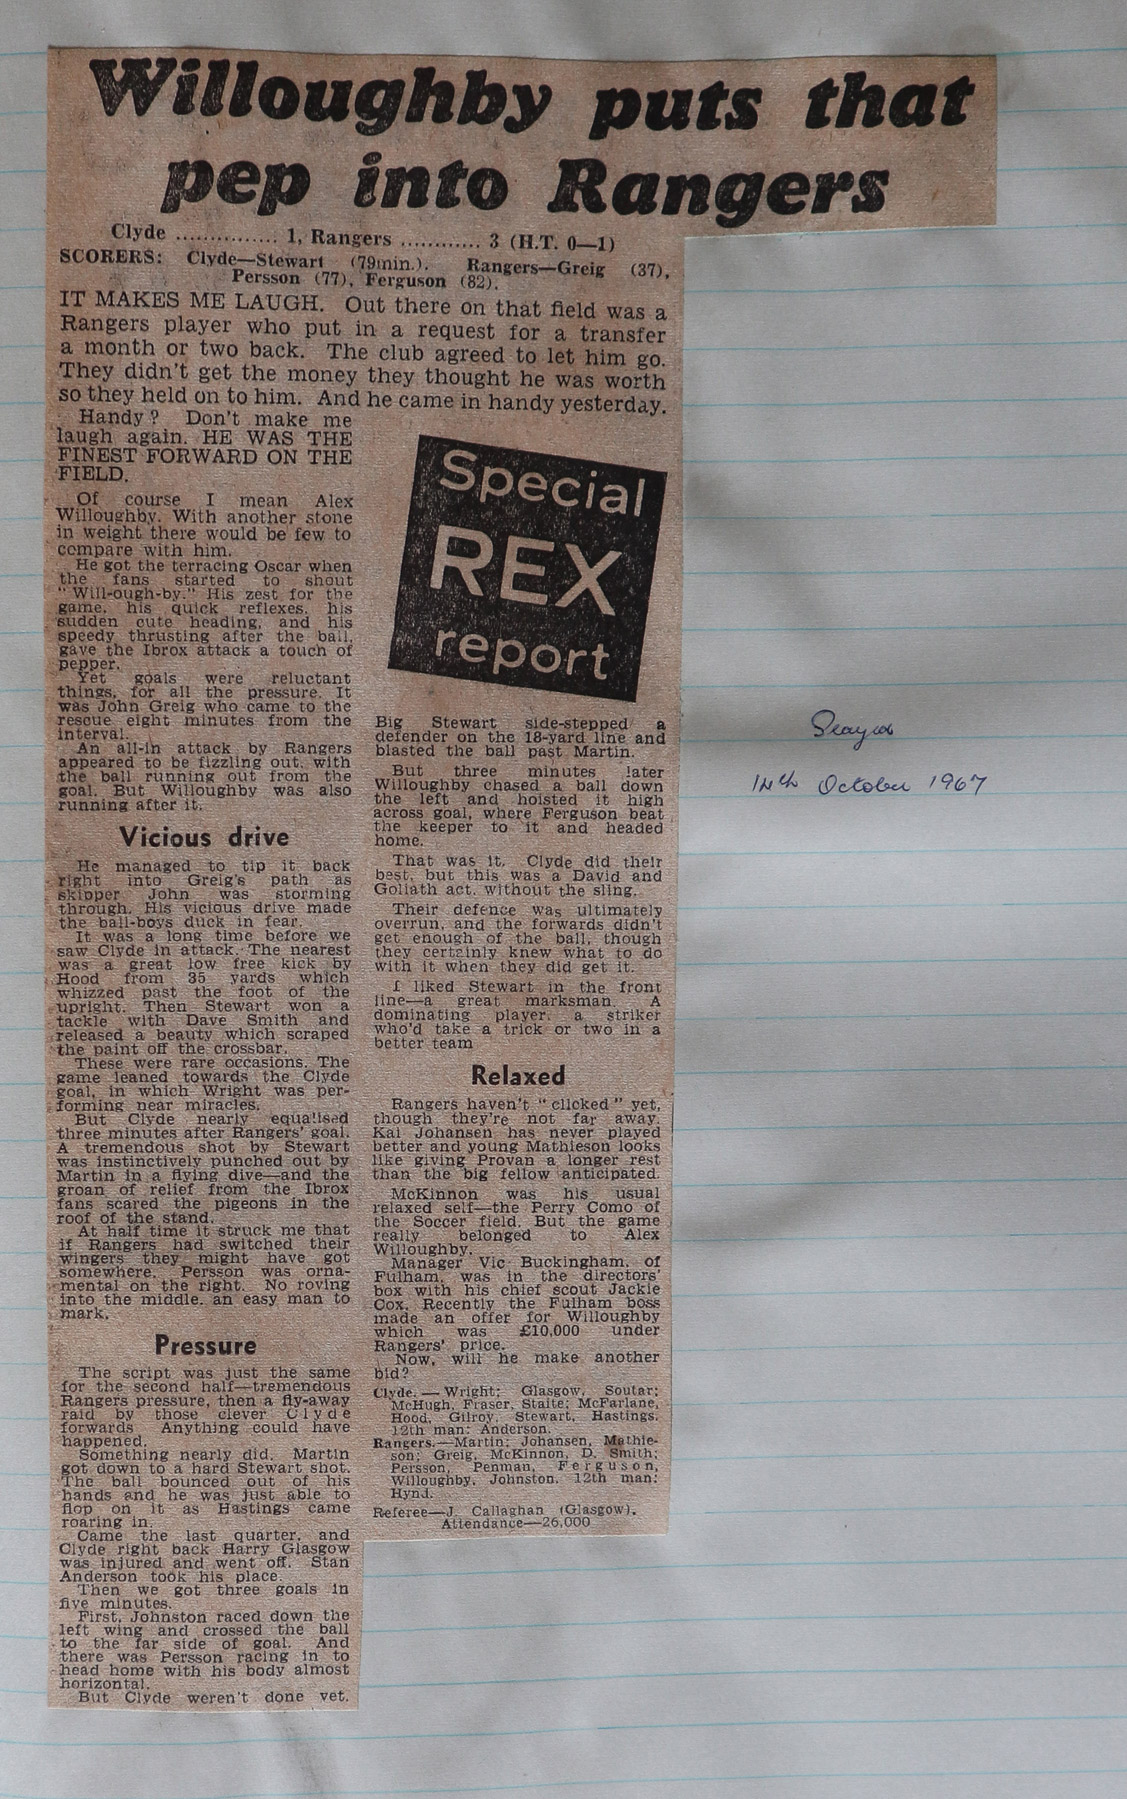 Willoughby puts that
pep into Rangers
Clyde ............... 1, Rangers ............ 3 (H.T. 0—1)
SCORERS: Clyde—Stewart (79min.). Rangers—Greig (37),
Persson (77), Ferguson (82).
IT MAKES ME LAUGH. Out there on that field was a
Rangers player who put in a request for a transfer
a month or two back. The club agreed to let him go.
They didn't get the money they thought he was worth
so they held on to him. And he came in handy yesterday.
Handy? Don't make me
laugh again. HE WAS THE
FINEST FORWARD ON THE
FIELD.
Of course I mean Alex
Willoughby. With another stone
in weight there would be few to
compare with him.
He got the terracing Oscar when
the fans started to shout
"Will-ough-by." His zest for the
game, his quick reflexes, his
sudden cute heading, and his
speedy thrusting after the ball,
gave the Ibrox attack a touch of
pepper.
Yet goals were reluctant
things, for all the pressure. It
was John Greig who came to the
rescue eight minutes from the
interval.
An all-in attack by Rangers
appeared to be fizzling out, with
the ball running out from the
goal. But Willoughby was also
running after it.
Vicious drive
He managed to tip it back
right into Greig's path as
skipper John was storming
through. His vicious drive made
the ball-boys duck in fear.
It was a long time before we
saw Clyde in attack. The nearest
was a great low free kick by
Hood from 35 yards which
whizzed past the foot of the
upright. Then Stewart won a
tackle with Dave Smith and
released a beauty which scraped
the paint off the crossbar.
These were rare occasions. The
game leaned towards the Clyde
goal, in which Wright was per-
forming near miracles.
But Clyde nearly equalised
three minutes after Rangers' goal.
A tremendous shot by Stewart
was instinctively punched out by
Martin in a flying dive—and the
groan of relief from the Ibrox
fans scared the pigeons in the
roof of the stand.
At half time it struck me that
if Rangers had switched their
wingers they might have got
somewhere. Persson was orna-
mental on the right. No roving
into the middle, an easy man to
mark.
Pressure
The script was just the same
for the second half—tremendous
Rangers pressure, then a fly-away
raid by those clever Clyde
forwards Anything could have
happened.
Something nearly did. Martin
got down to a hard Stewart shot.
The ball bounced out of his
hands and he was just able to
flop on it as Hastings came
roaring in.
Came the last quarter, and
Clyde right back Harry Glasgow
was injured and went off. Stan
Anderson took his place.
Then we got three goals in
five minutes.
First, Johnston raced down the
left wing and crossed the ball
to the far side of goal. And
there was Persson racing in to
head home with his body almost
horizontal.
But Clyde weren't done yet.
Special
REX
report
Big Stewart side-stepped a
defender on the 18-yard line and
blasted the ball past Martin.
But three minutes later
Willoughby chased a ball down
the left and hoisted it high
across goal, where Ferguson beat
the keeper to it and headed
home.
That was it. Clyde did their
best, but this was a David and
Goliath act, without the sling.
Their defence was ultimately
overrun, and the forwards didn't
get enough of the ball, though
they certainly knew what to do
with it when they did get it.
I liked Stewart in the front
line—a great marksman. A
dominating player, a striker
who'd take a trick or two in a
better team
Relaxed
Rangers haven't "clicked" yet,
though they're not far away.
Kai Johansen has never played
better and young Mathieson looks
like giving Provan a longer rest
than the big fellow anticipated.
McKinnon was his usual
relaxed self—the Perry Como of
the Soccer field. But the game
really belonged to Alex
Willoughby.
Manager Vic Buckingham, of
Fulham, was in the directors'
box with his chief scout Jackie
Cox. Recently the Fulham boss
made an offer for Willoughby
which was £10,000 under
Rangers' price.
Now, will he make another
bid?
Clyde.—Wright; Glasgow, Soutar;
McHugh, Fraser, Staite; McFarlane,
Hood, Gilroy, Stewart, Hastings.
12th man: Anderson.
Rangers.—Martin; Johansen, Mathie-
son; Greig, McKinnon, D. Smith;
Persson, Penman, Ferguson,
Willoughby, Johnston. 12th man:
Hynd.
Referee—J. Callaghan (Glasgow).
Attendance—26,000
Played
14th October 1967